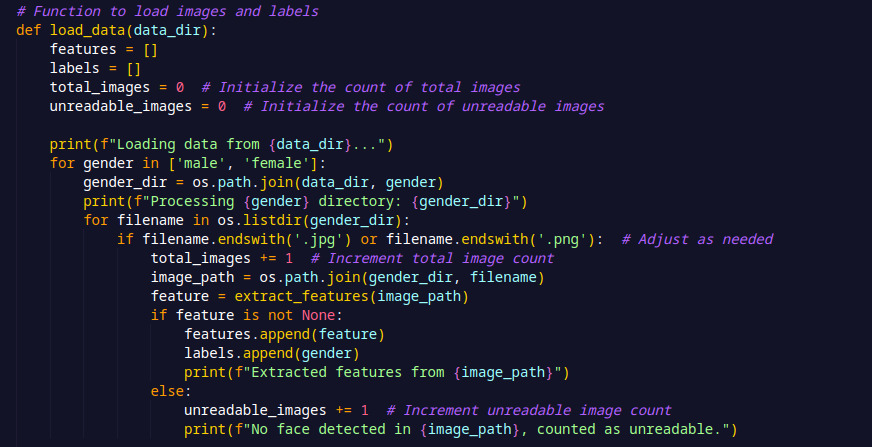 # Function to load images and labels
def load_data(data_dir):
    features = []
    labels = []
    total_images = 0  # Initialize the count of total images
    unreadable_images = 0  # Initialize the count of unreadable images

    print(f"Loading data from {data_dir}...")
    for gender in ['male', 'female']:
        gender_dir = os.path.join(data_dir, gender)
        print(f"Processing {gender} directory: {gender_dir}")
        for filename in os.listdir(gender_dir):
            if filename.endswith('.jpg') or filename.endswith('.png'):  # Adjust as needed
                total_images += 1  # Increment total image count
                image_path = os.path.join(gender_dir, filename)
                feature = extract_features(image_path)
                if feature is not None:
                    features.append(feature)
                    labels.append(gender)
                    print(f"Extracted features from {image_path}")
                else:
                    unreadable_images += 1  # Increment unreadable image count
                    print(f"No face detected in {image_path}, counted as unreadable.")